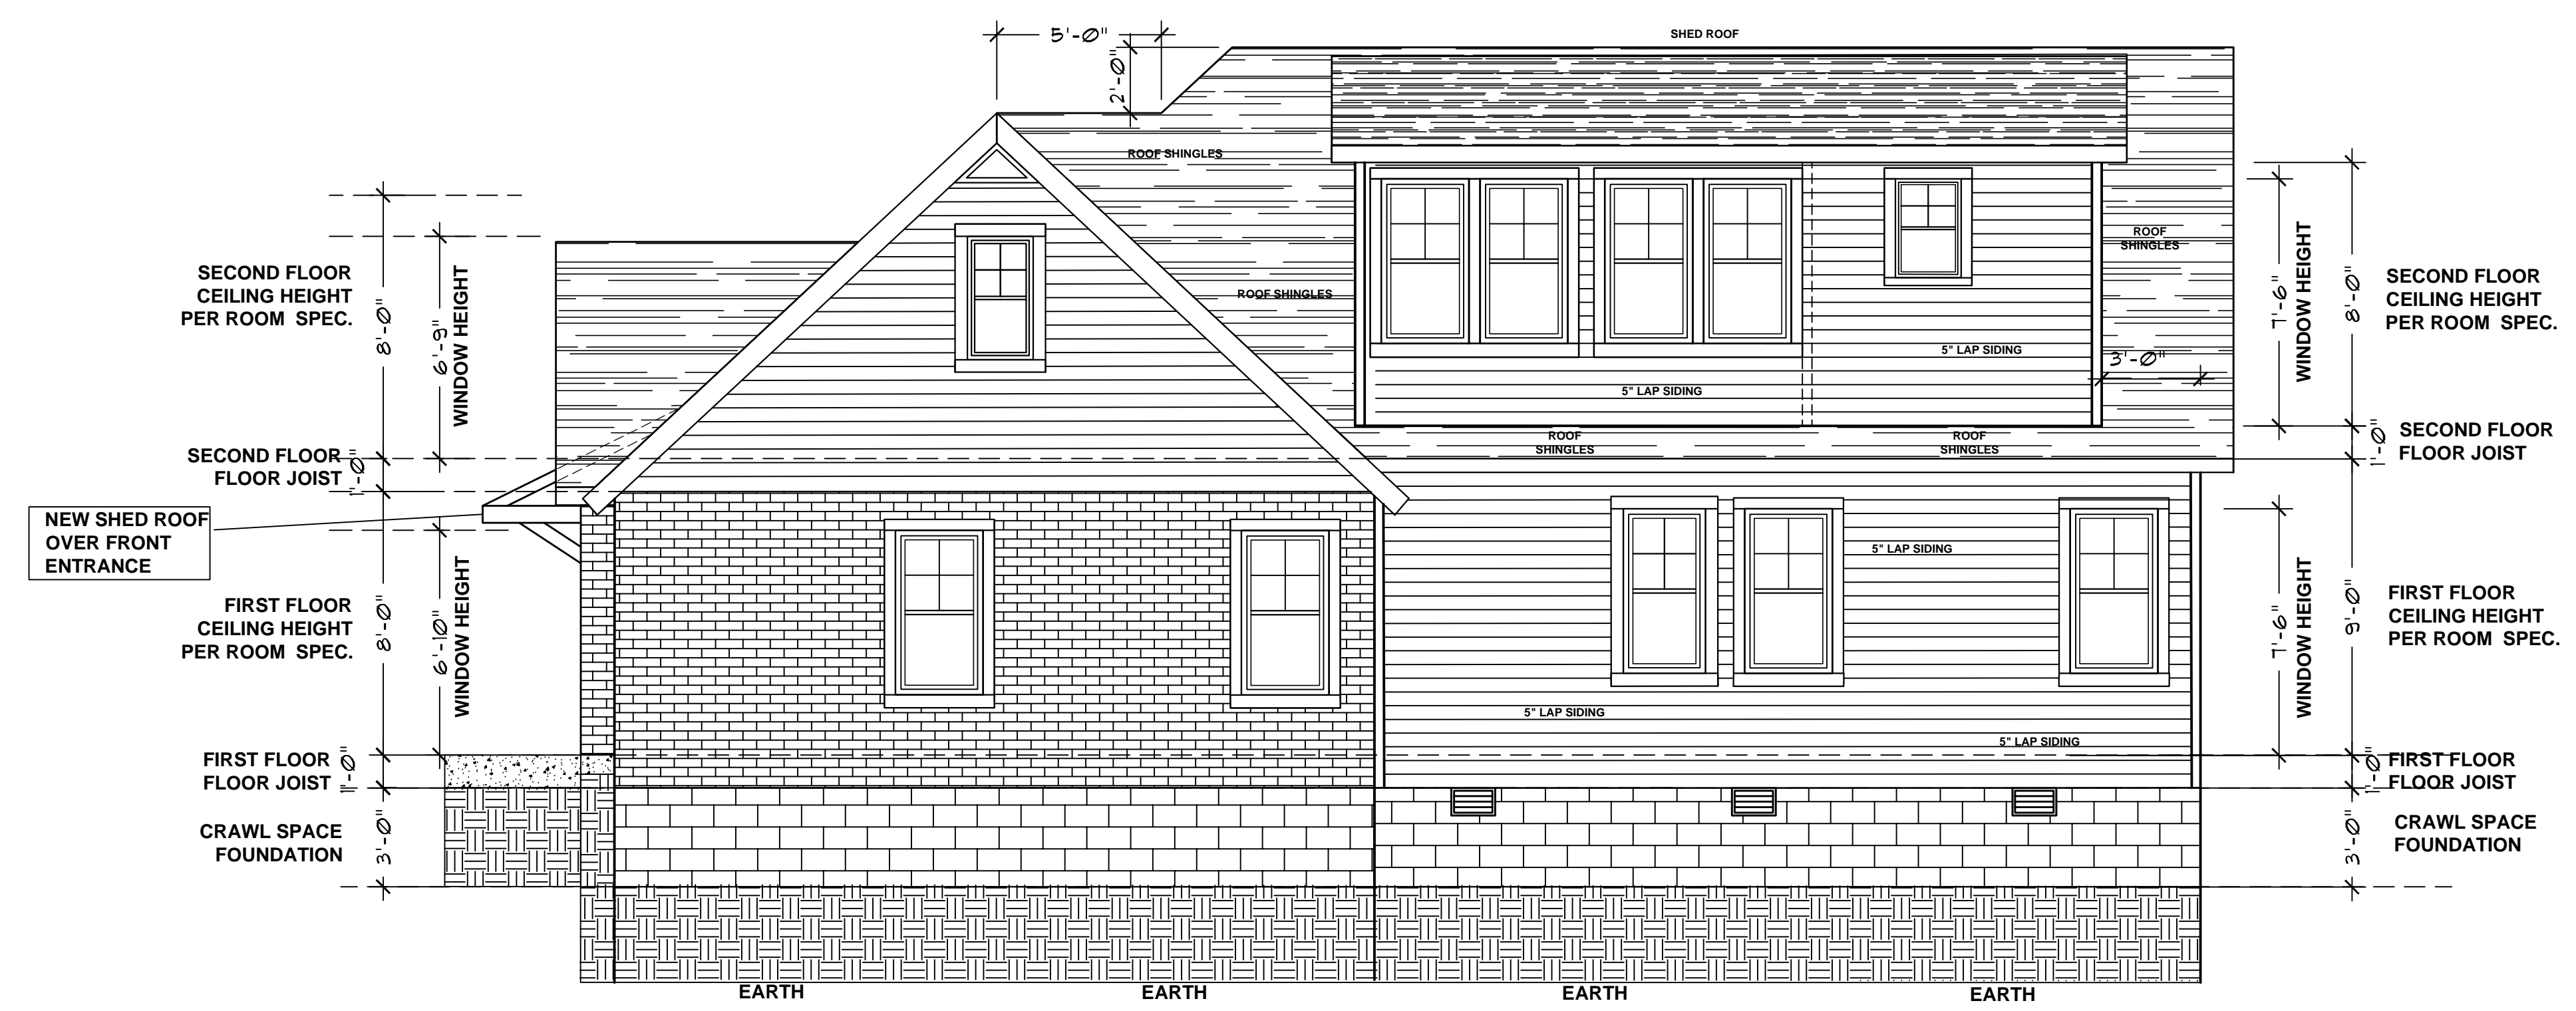 5'-0"
2'-0"
SHED ROOF
ROOF SHINGLES
ROOF SHINGLES
ROOF
SHINGLES
5" LAP SIDING
5" LAP SIDING
3'-0"
ROOF
SHINGLES
ROOF
SHINGLES
SECOND FLOOR
CEILING HEIGHT
PER ROOM SPEC.
8'-0"
6'-9"
WINDOW HEIGHT
SECOND FLOOR
FLOOR JOIST
1'-0"
NEW SHED ROOF
OVER FRONT
ENTRANCE
FIRST FLOOR
CEILING HEIGHT
PER ROOM SPEC.
8'-0"
6'-10"
WINDOW HEIGHT
FIRST FLOOR
FLOOR JOIST
1'-0"
CRAWL SPACE
FOUNDATION
3'-0"
5" LAP SIDING
5" LAP SIDING
5" LAP SIDING
7'-6"
WINDOW HEIGHT
8'-0"
SECOND FLOOR
CEILING HEIGHT
PER ROOM SPEC.
1'-0"
SECOND FLOOR
FLOOR JOIST
7'-6"
WINDOW HEIGHT
9'-0"
FIRST FLOOR
CEILING HEIGHT
PER ROOM SPEC.
1'-0"
FIRST FLOOR
FLOOR JOIST
3'-0"
CRAWL SPACE
FOUNDATION
EARTH
EARTH
EARTH
EARTH